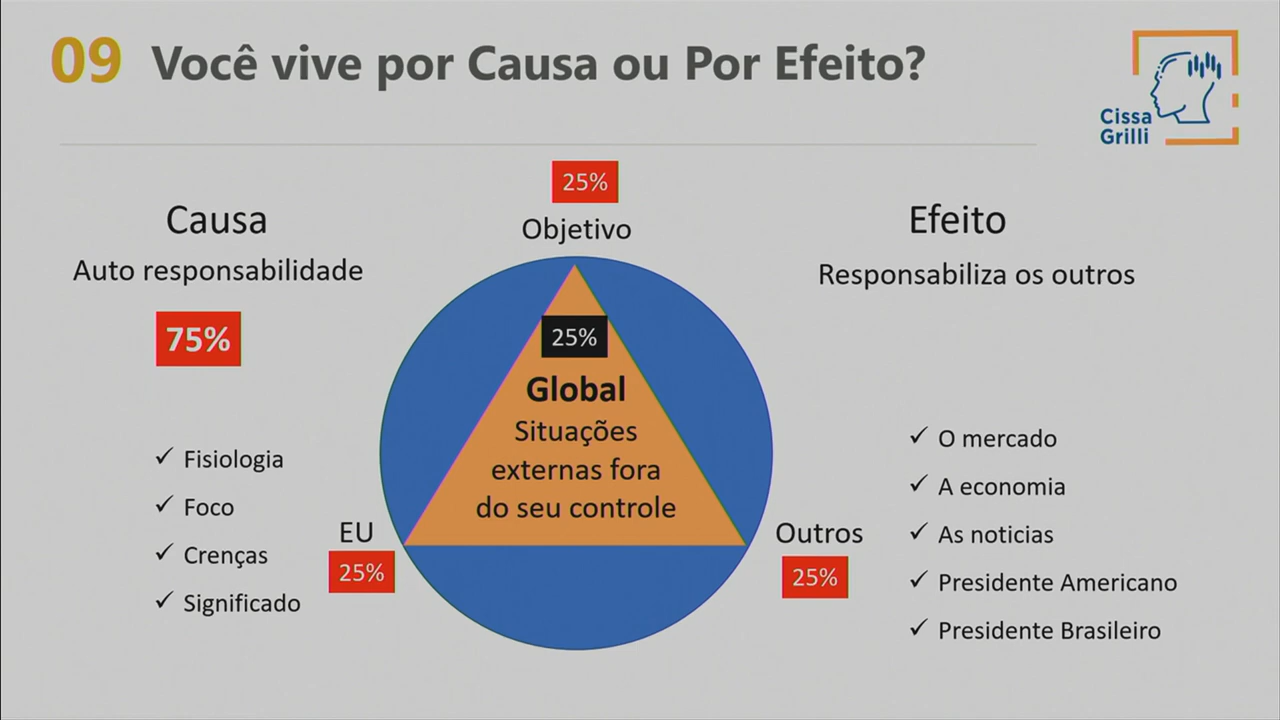 09 Você vive por Causa ou Por Efeito?
Cissa
Grilli
Causa
Auto responsabilidade
75%
✓ Fisiologia
✓ Foco
✓ Crenças
✓ Significado
25%
Objetivo
25%
Global
Situações
externas fora
do seu controle
EU
25%
Outros
25%
Efeito
Responsabiliza os outros
✓ O mercado
✓ A economia
✓ As noticias
✓ Presidente Americano
✓ Presidente Brasileiro